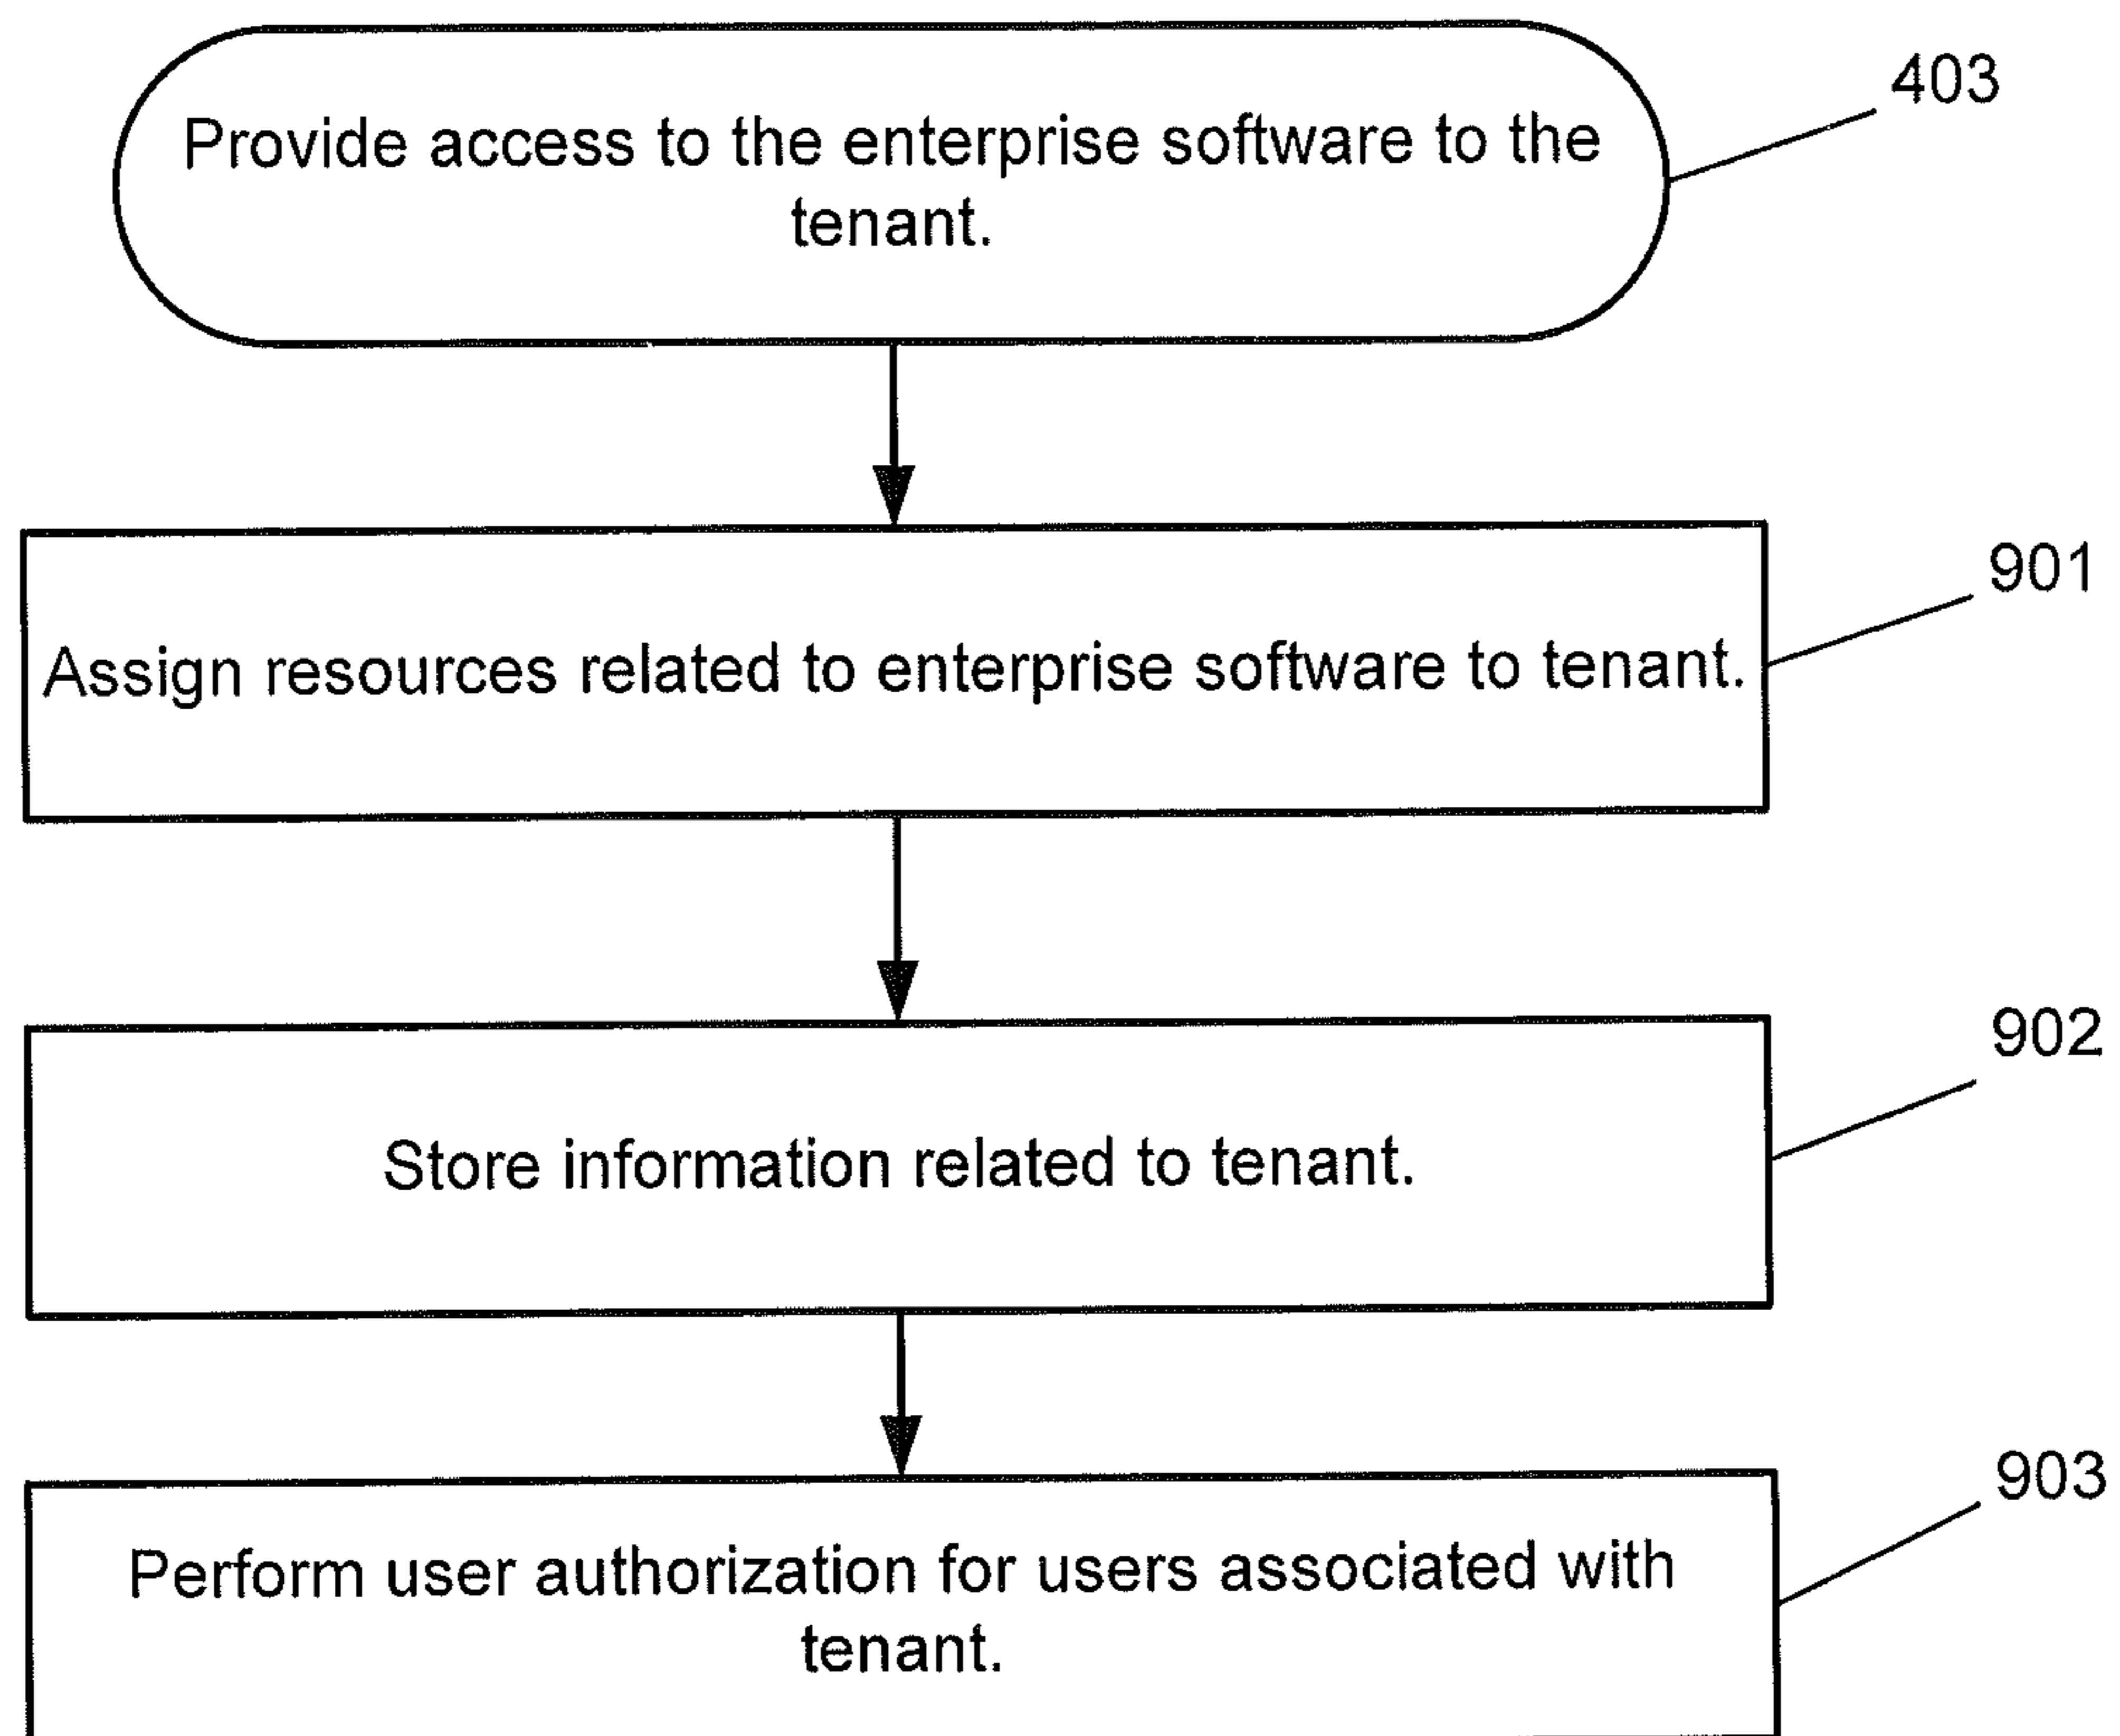 403
Provide access to the enterprise software to the
tenant.
901
Assign resources related to enterprise software to tenant.
902
Store information related to tenant.
903
Perform user authorization for users associated with
tenant.